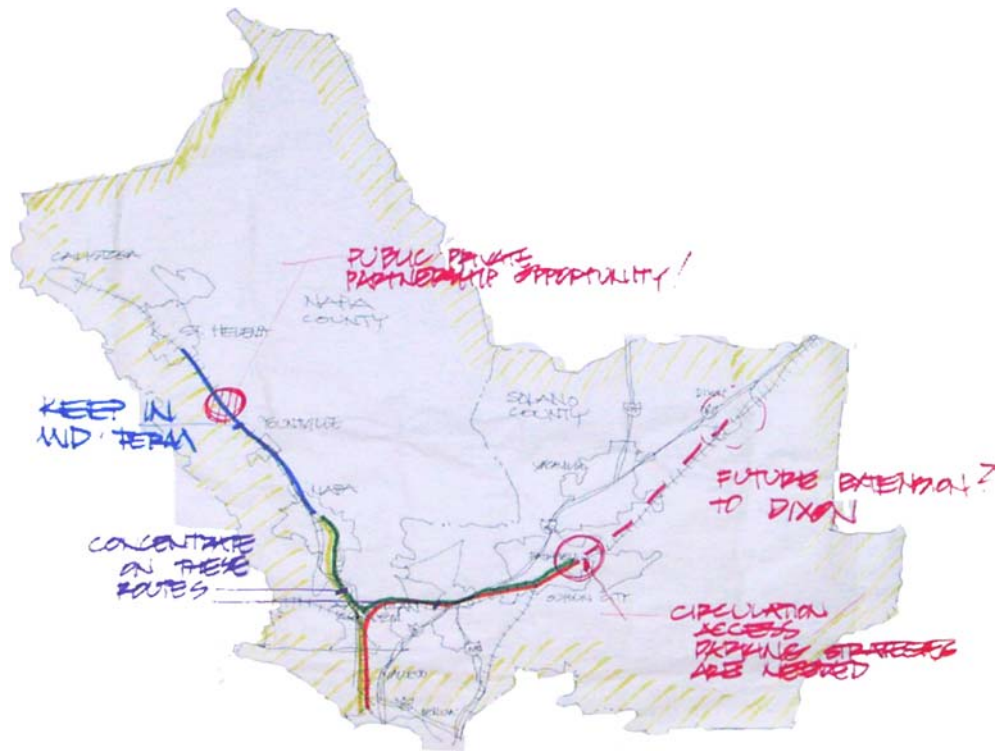 CALISTOGA
PUBLIC PRIVATE
PARTNERSHIP OPPORTUNITY!
NAPA
COUNTY
ST. HELENA
KEEP IN
MID TERM
YOUNTVILLE
SOLANO
COUNTY
DIXON
NAPA
FUTURE EXTENSION?
TO DIXON
CONCENTRATE
ON THESE
ROUTES
SUISUN CITY
CIRCULATION
ACCESS
PARKING STRATEGIES
ARE NEEDED
VALLEJO